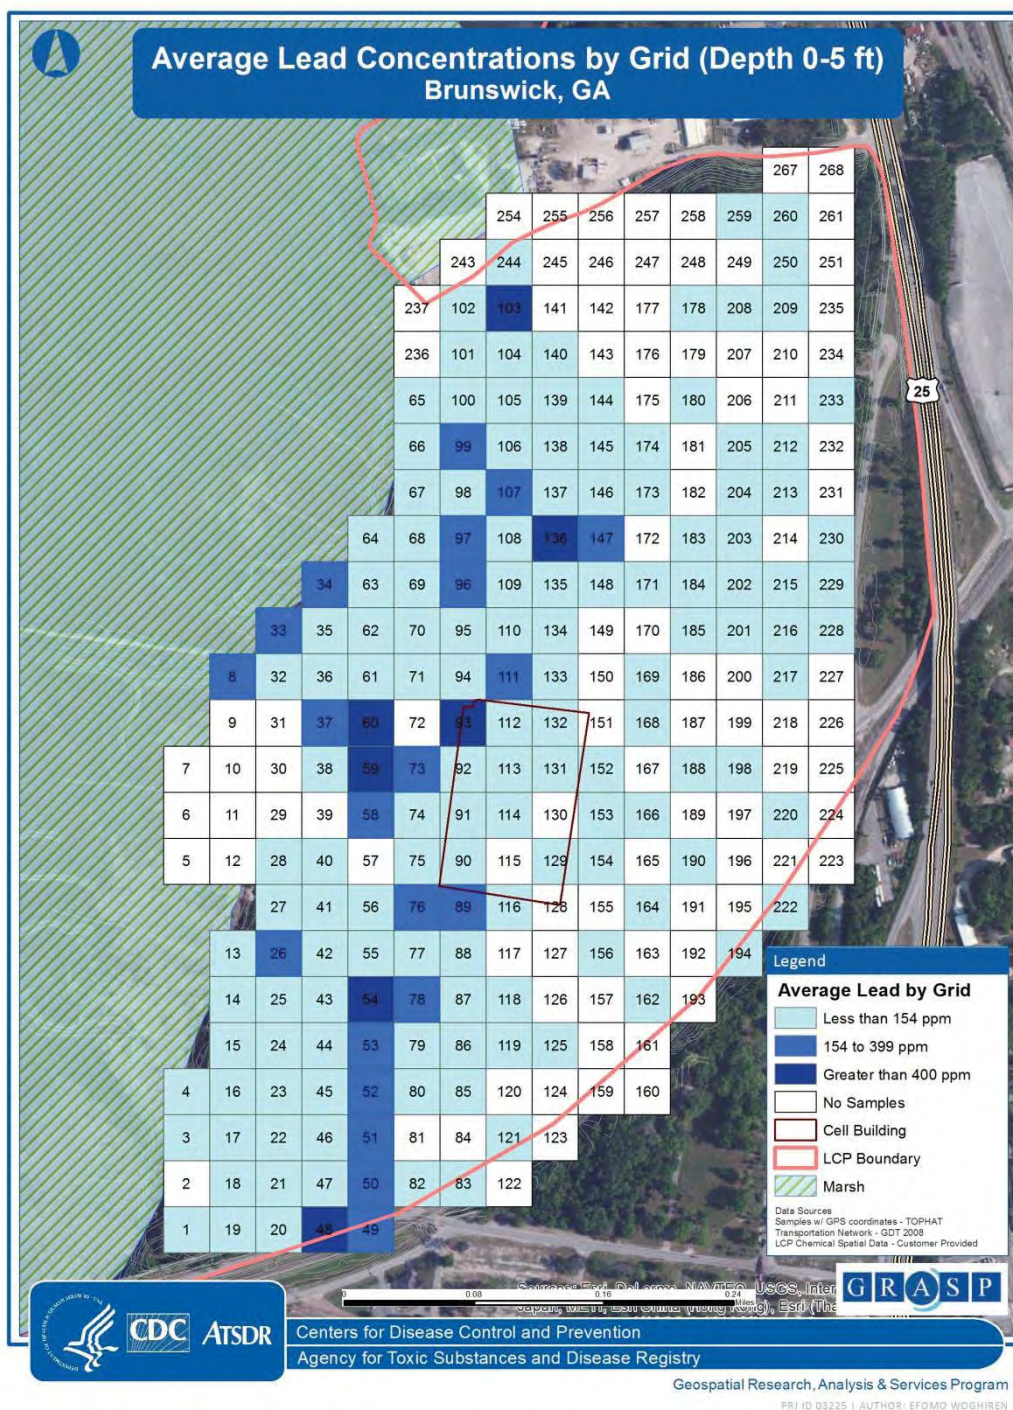 Average Lead Concentrations by Grid (Depth 0-5 ft)
Brunswick, GA
267 268
254 255 256 257 258 259 260 261
243 244 245 246 247 248 249 250 251
237 102 103 141 142 177 178 208 209 235
236 101 104 140 143 176 179 207 210 234
65 100 105 139 144 175 180 206 211 233
25
66 99 106 138 145 174 181 205 212 232
67 98 107 137 146 173 182 204 213 231
64 68 97 108 136 147 172 183 203 214 230
34 63 69 96 109 135 148 171 184 202 215 229
33 35 62 70 95 110 134 149 170 185 201 216 228
8 32 36 61 71 94 111 133 150 169 186 200 217 227
9 31 37 60 72 93 112 132 151 168 187 199 218 226
7 10 30 38 59 73 92 113 131 152 167 188 198 219 225
6 11 29 39 58 74 91 114 130 153 166 189 197 220 224
5 12 28 40 57 75 90 115 129 154 165 190 196 221 223
27 41 56 76 89 116 128 155 164 191 195 222
13 26 42 55 77 88 117 127 156 163 192 194
14 25 43 54 78 87 118 126 157 162 193
15 24 44 53 79 86 119 125 158 161
4 16 23 45 52 80 85 120 124 159 160
3 17 22 46 51 81 84 121 123
2 18 21 47 50 82 83 122
1 19 20 48 49
Legend
Average Lead by Grid
Less than 154 ppm
154 to 399 ppm
Greater than 400 ppm
No Samples
Cell Building
LCP Boundary
Marsh
Data Sources
Samples w/ GPS coordinates - TOPHAT
Transportation Network - GDT 2008
LCP Chemical Spatial Data - Customer Provided
0 0.08 0.16 0.24
Miles
Sources: Esri, DeLorme, NAVTEQ, USGS, Inter
Japan, METI, Esri China (Hong Kong), Esri (Tha
GRASP
CDC ATSDR
Centers for Disease Control and Prevention
Agency for Toxic Substances and Disease Registry
Geospatial Research, Analysis & Services Program
PRJ ID 03225 | AUTHOR: EFOMO WOGHIREN